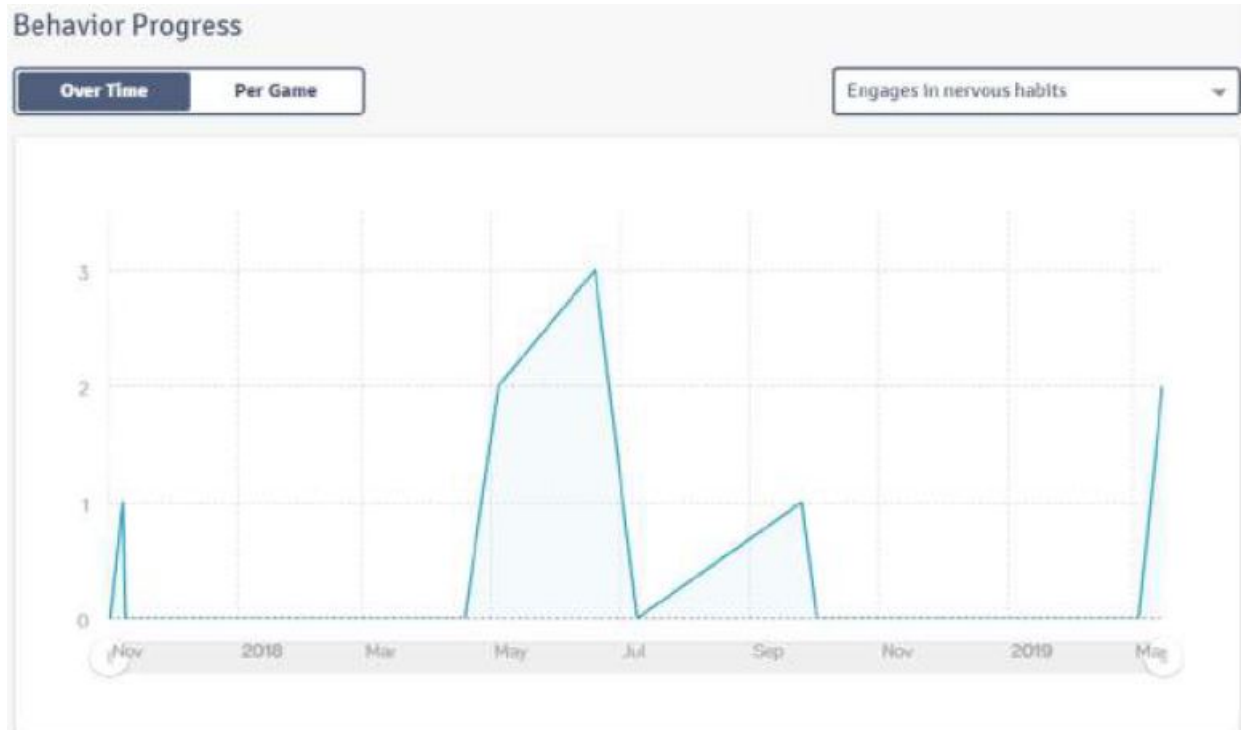 Behavior Progress
Over Time Per Game Engages in nervous habits
3
2
1
0
Nov 2018 Mar May Jul Sep Nov 2019 Mar